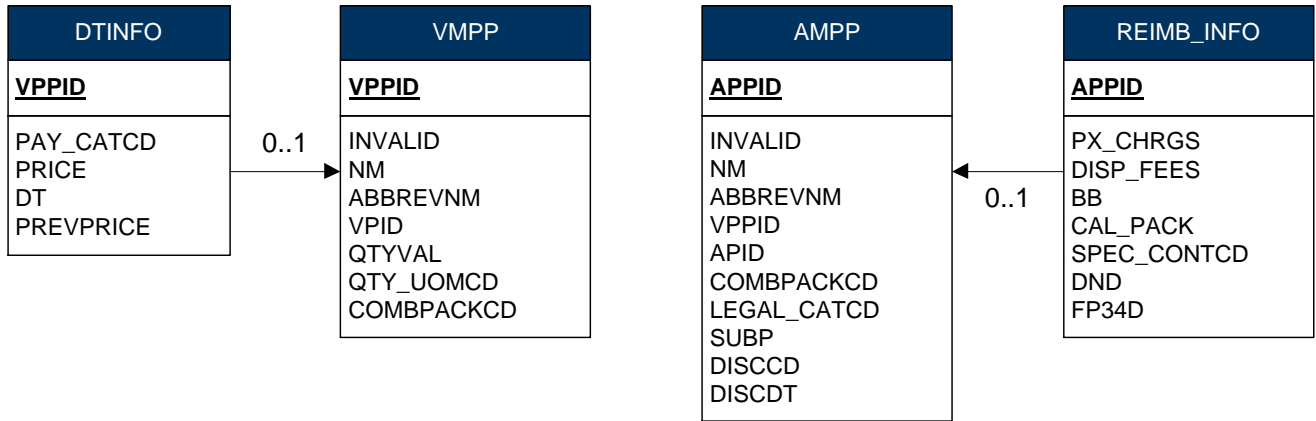 DTINFO
VPPID
PAY_CATCD
PRICE
DT
PREVPRICE
0..1
VMPP
VPPID
INVALID
NM
ABBREVNM
VPID
QTYVAL
QTY_UOMCD
COMBPACKCD
AMPP
APPID
INVALID
NM
ABBREVNM
VPPID
APID
COMBPACKCD
LEGAL_CATCD
SUBP
DISCCD
DISCDT
0..1
REIMB_INFO
APPID
PX_CHRGS
DISP_FEES
BB
CAL_PACK
SPEC_CONTCD
DND
FP34D